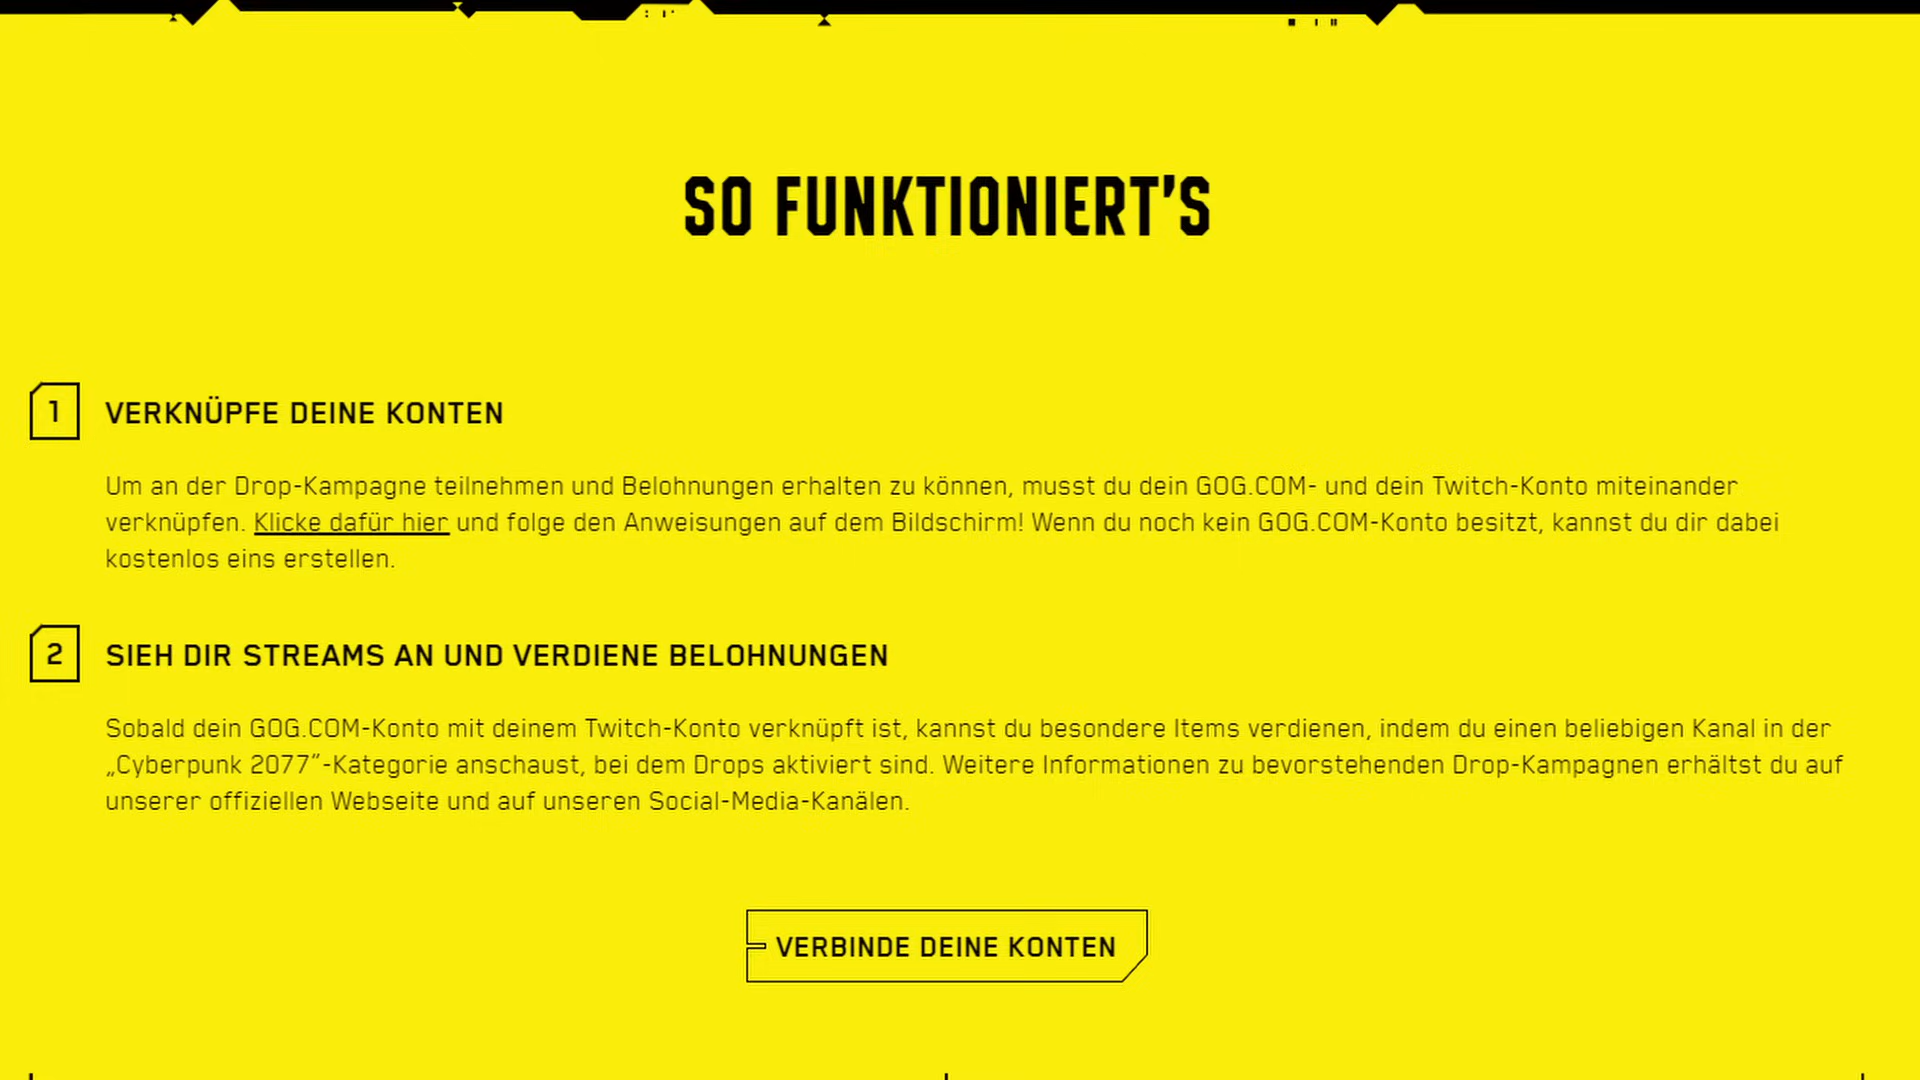 SO FUNKTIONIERT'S
1 VERKNÜPFE DEINE KONTEN
Um an der Drop-Kampagne teilnehmen und Belohnungen erhalten zu können, musst du dein GOG.COM- und dein Twitch-Konto miteinander
verknüpfen. Klicke dafür hier und folge den Anweisungen auf dem Bildschirm! Wenn du noch kein GOG.COM-Konto besitzt, kannst du dir dabei
kostenlos eins erstellen.
2 SIEH DIR STREAMS AN UND VERDIENE BELOHNUNGEN
Sobald dein GOG.COM-Konto mit deinem Twitch-Konto verknüpft ist, kannst du besondere Items verdienen, indem du einen beliebigen Kanal in der
„Cyberpunk 2077”-Kategorie anschaust, bei dem Drops aktiviert sind. Weitere Informationen zu bevorstehenden Drop-Kampagnen erhältst du auf
unserer offiziellen Webseite und auf unseren Social-Media-Kanälen.
VERBINDE DEINE KONTEN